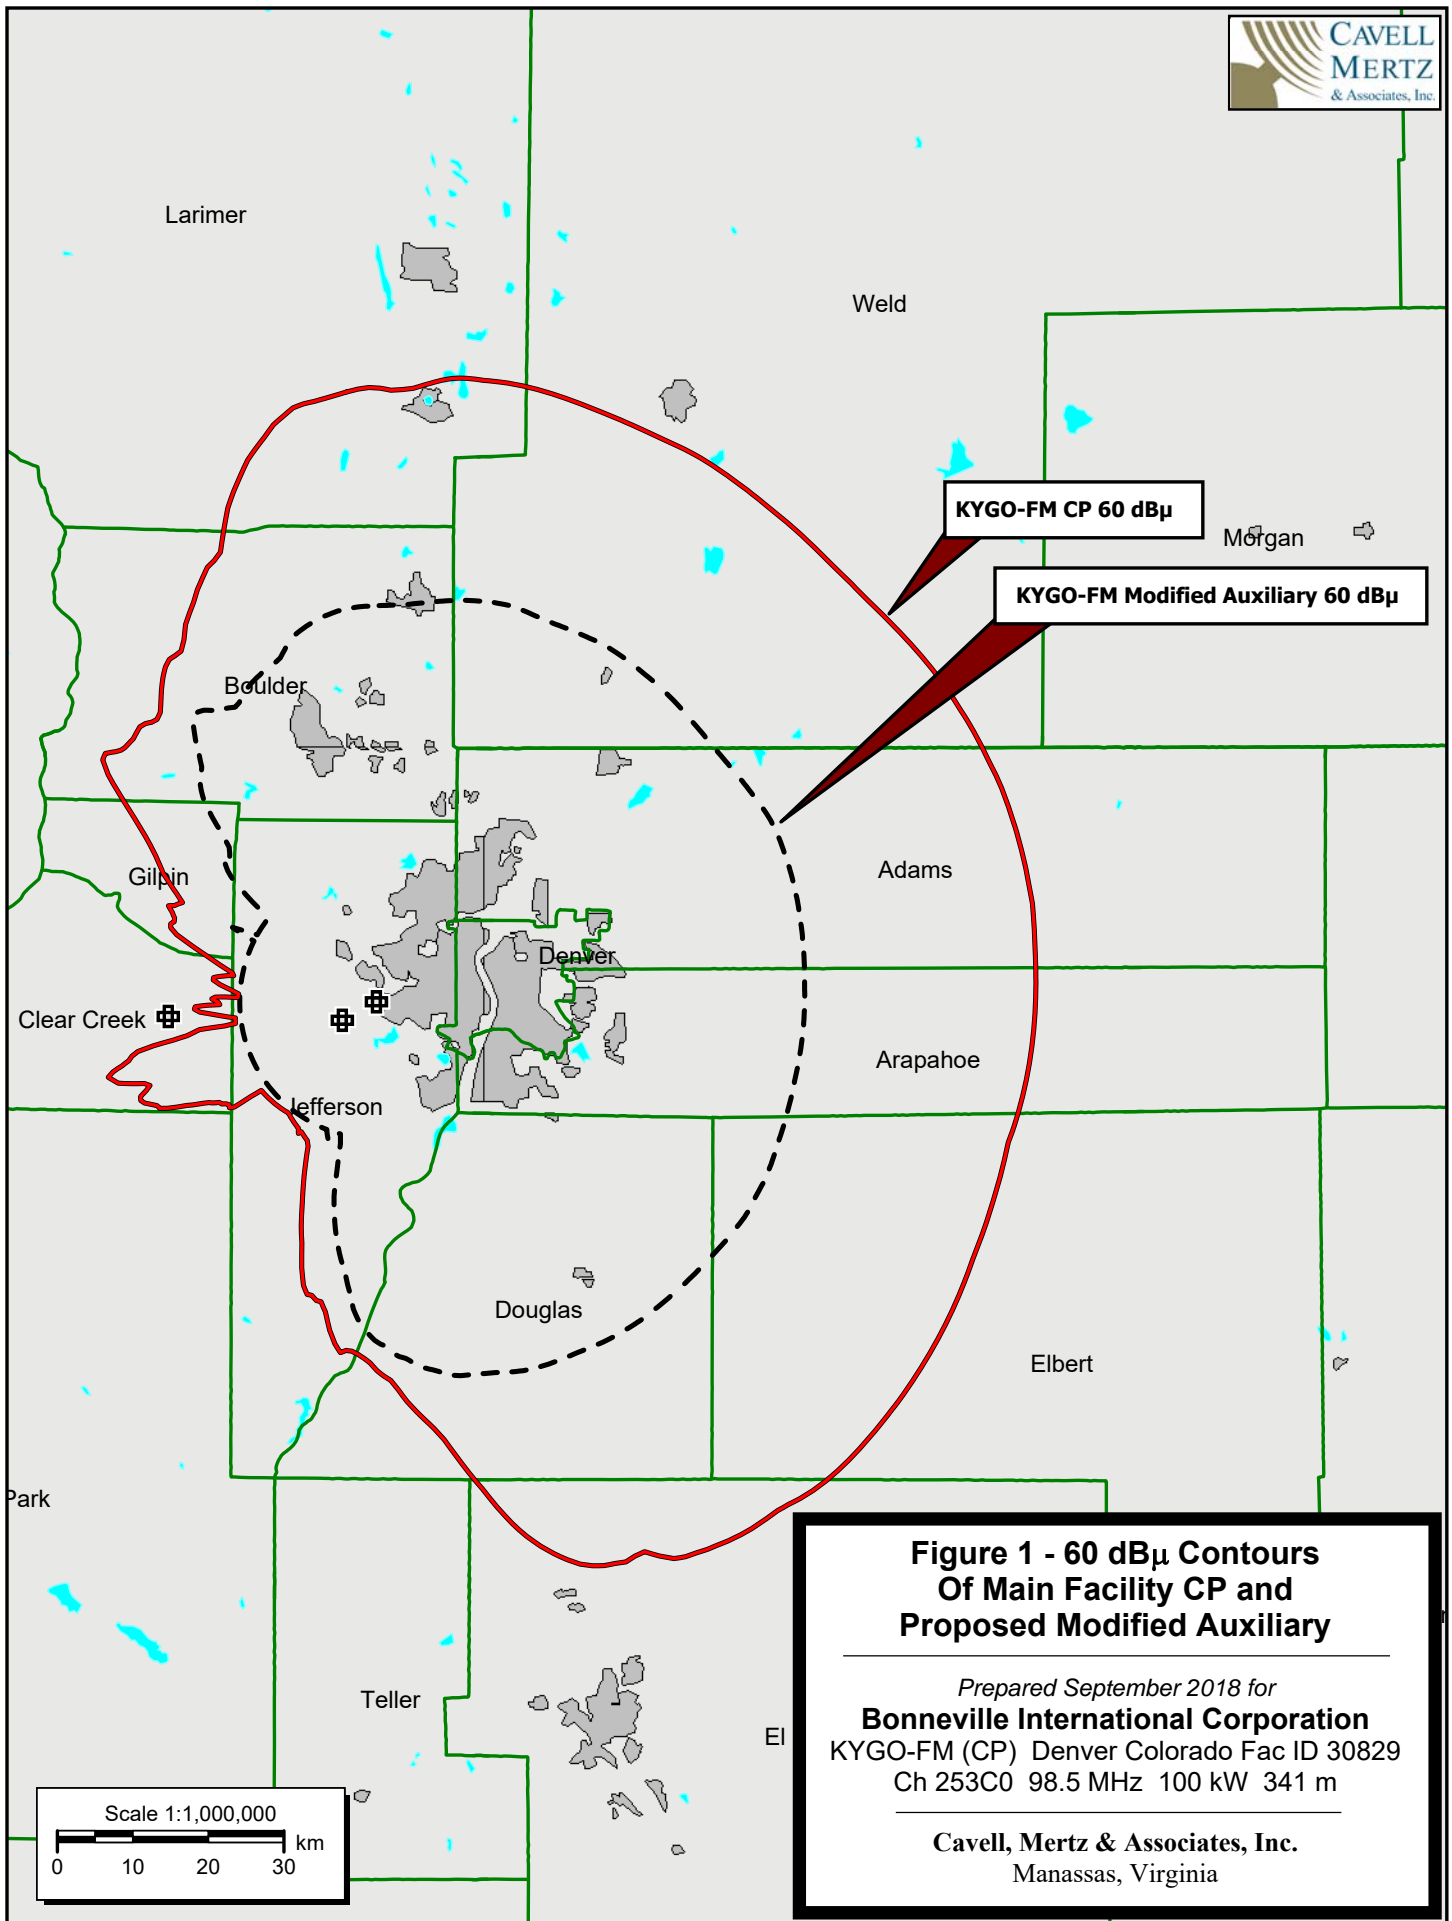 CAVELL
MERTZ
& Associates, Inc.
Larimer
Weld
KYGO-FM CP 60 dBµ
Morgan
KYGO-FM Modified Auxiliary 60 dBµ
Boulder
Gilpin
Adams
Denver
Clear Creek
Arapahoe
Jefferson
Douglas
Elbert
Park
Figure 1 - 60 dBµ Contours
Of Main Facility CP and
Proposed Modified Auxiliary
Prepared September 2018 for
Bonneville International Corporation
KYGO-FM (CP) Denver Colorado Fac ID 30829
Ch 253C0 98.5 MHz 100 kW 341 m
Cavell, Mertz & Associates, Inc.
Manassas, Virginia
Teller
El
Scale 1:1,000,000
km
0 10 20 30